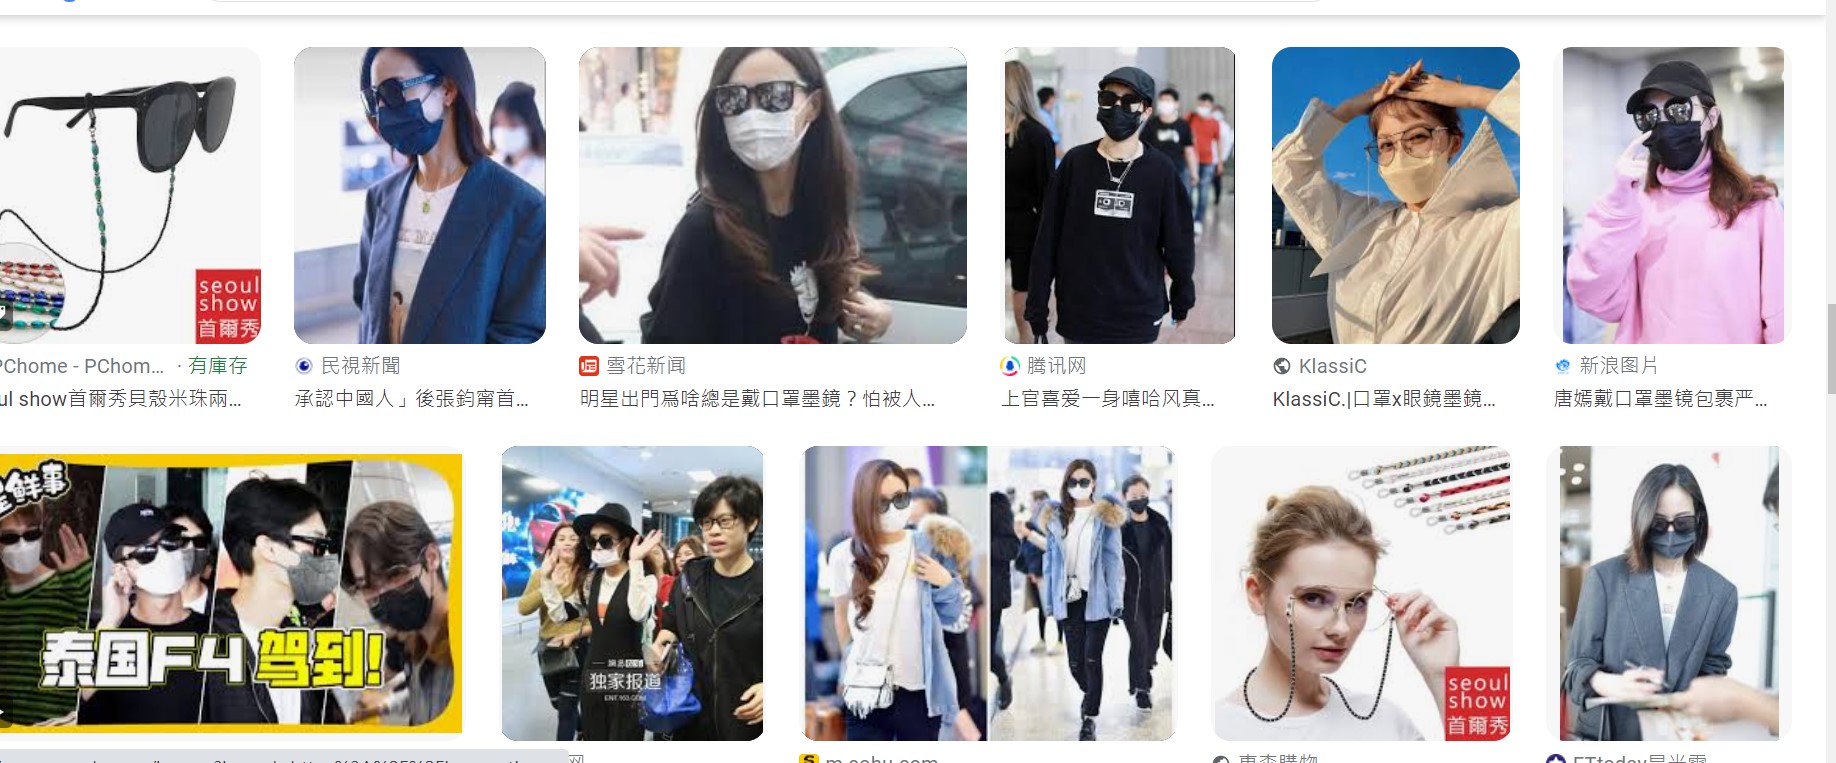 seoul
show
首爾秀
PChome - PChom... · 有庫存
民視新聞
雪花新闻
腾讯网
KlassiC
新浪图片
show首爾秀貝殼米珠兩...
承認中國人」後張鈞甯首...
明星出門爲啥總是戴口罩墨鏡？怕被人...
上官喜爱一身嘻哈风真...
KlassiC.|口罩x眼鏡墨鏡...
唐嫣戴口罩墨镜包裹严...
鲜事
泰国F4 驾到!
独家报道
ENT.163.COM
seoul
show
首爾秀
网
m.sohu.com
東森購物
ETtoday星光雲